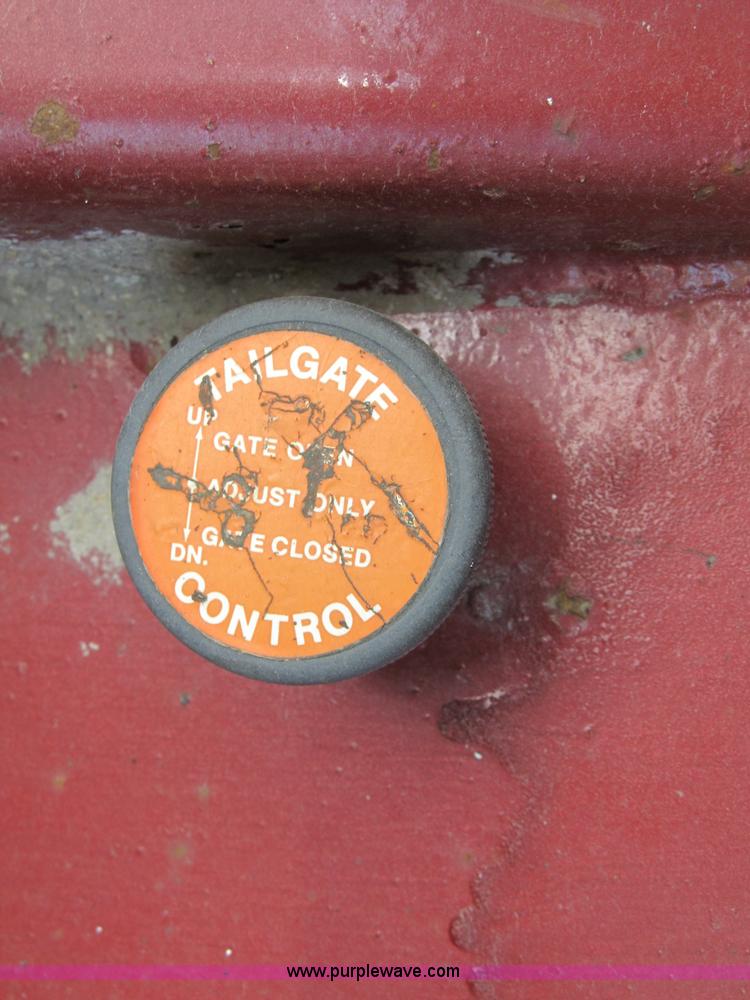 TAILGATE
UP
GATE OPEN
ADJUST ONLY
GATE CLOSED
DN.
CONTROL
www.purplewave.com